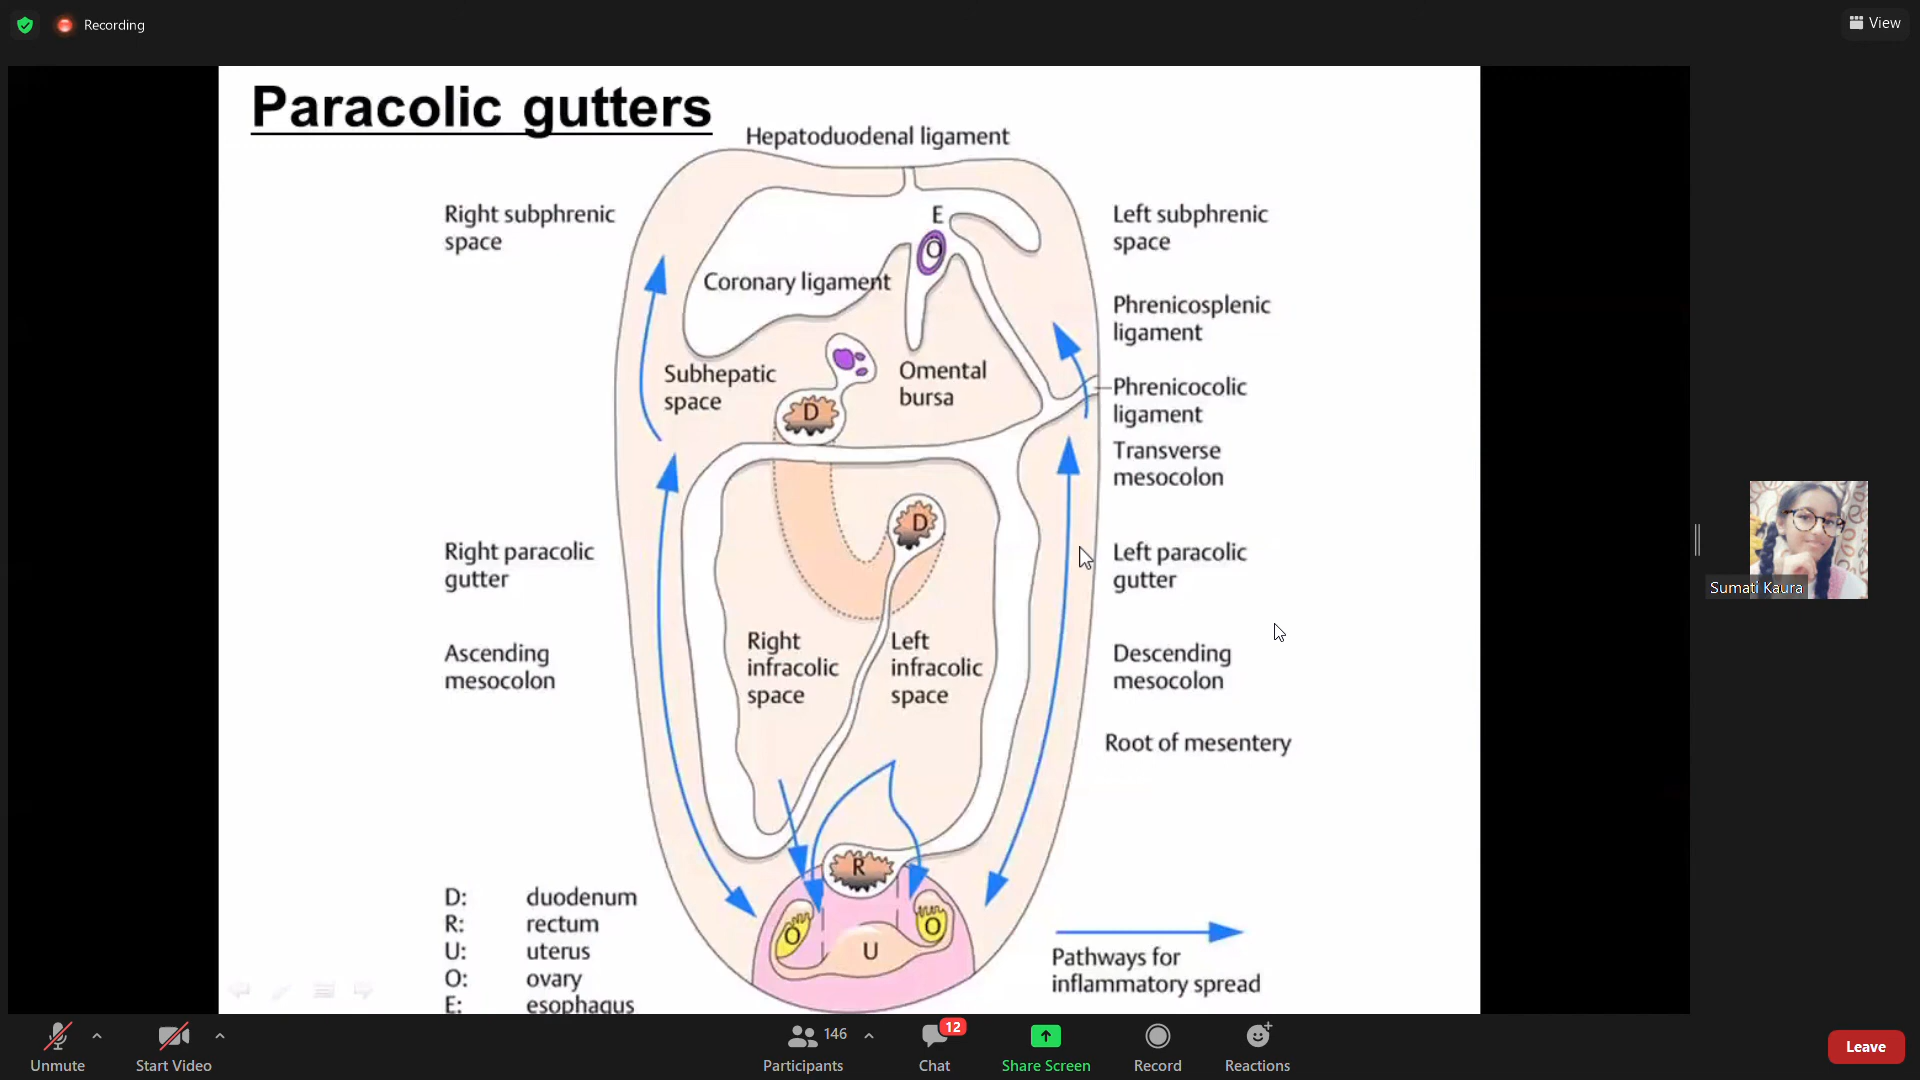 Recording
View
Paracolic gutters
Hepatoduodenal ligament
Right subphrenic
space
E
O
Left subphrenic
space
Coronary ligament
Phrenicosplenic
ligament
Subhepatic
space
Omental
bursa
D
Phrenicocolic
ligament
Transverse
mesocolon
D
Right paracolic
gutter
Left paracolic
gutter
Sumati Kaura
Right
infracolic
space
Left
infracolic
space
Ascending
mesocolon
Descending
mesocolon
Root of mesentery
R
O
O
U
D: duodenum
R: rectum
U: uterus
O: ovary
E: esophagus
Pathways for
inflammatory spread
Unmute
Start Video
146
Participants
12
Chat
Share Screen
Record
Reactions
Leave